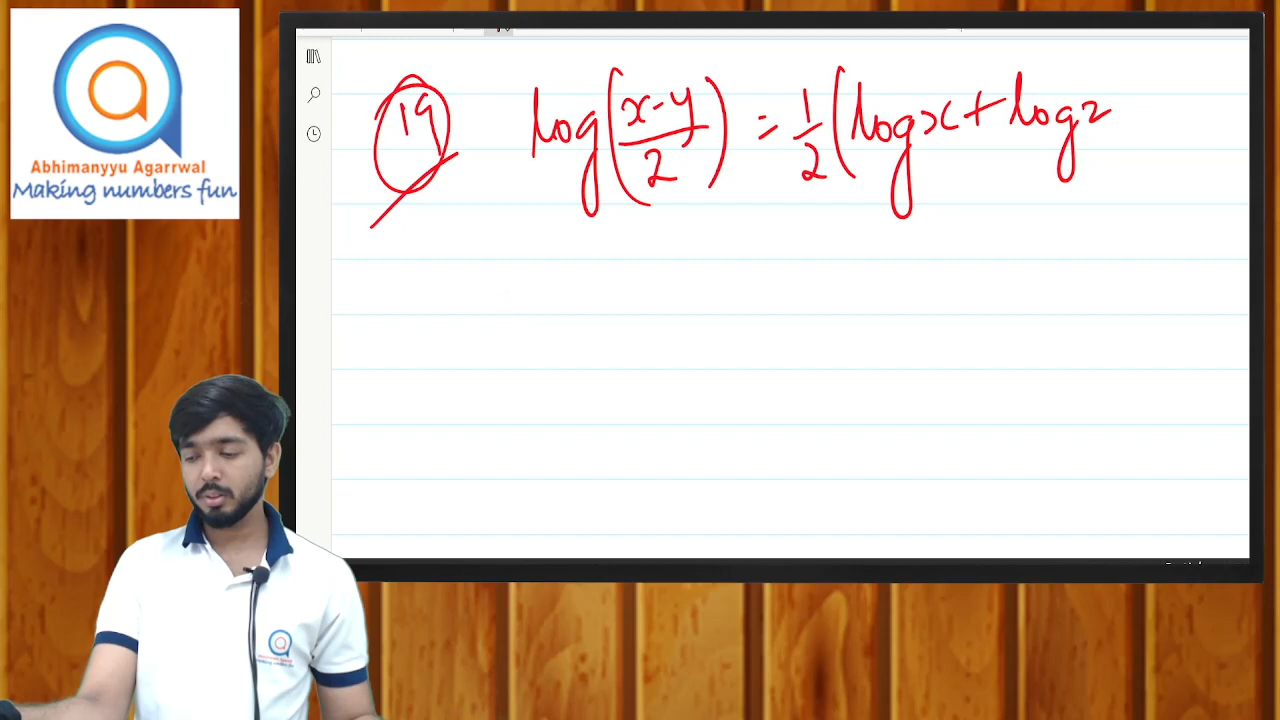 Abhimanyyu Agarrwal
Making numbers fun
19
log(x-y/2) = 1/2(log x + log